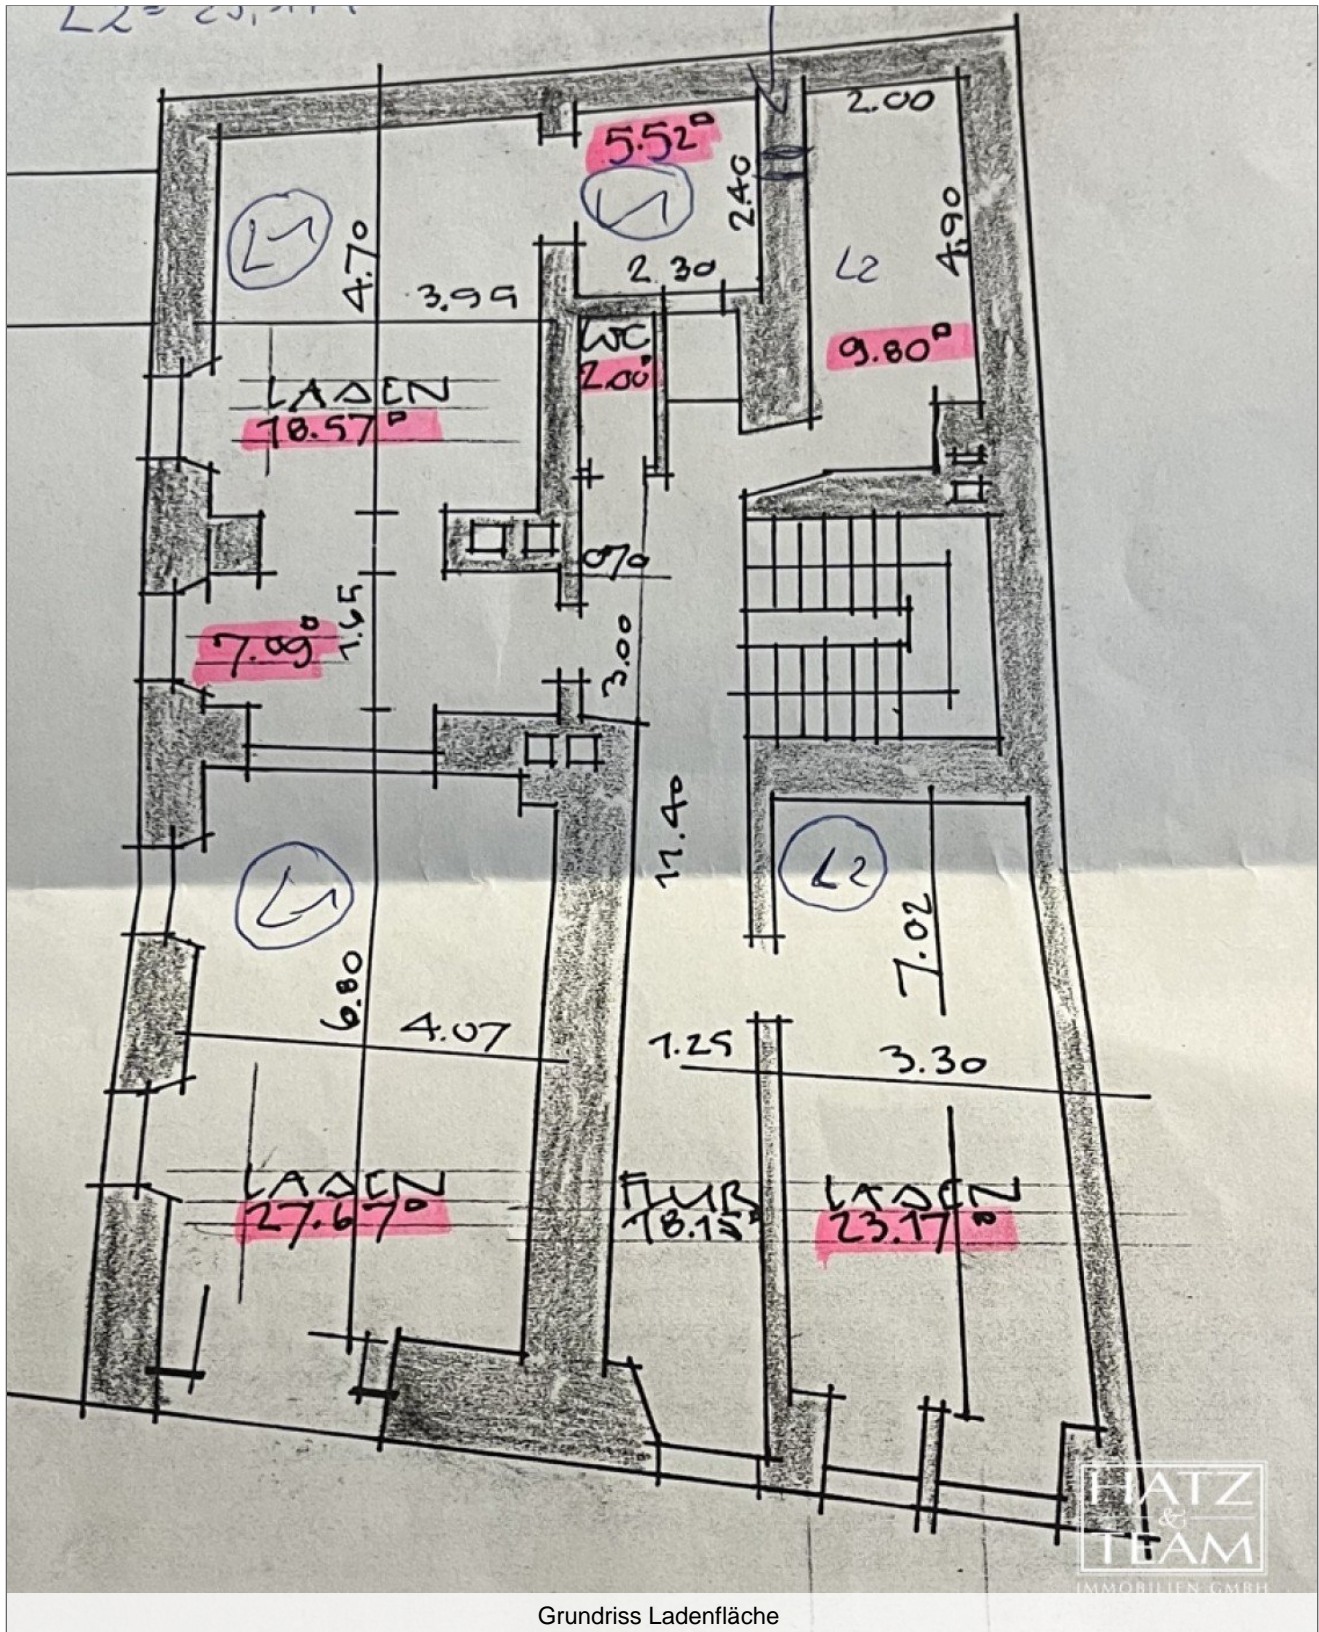 2.00
5.52
2.40
4.90
L1
L1
4.70
2.30
L2
3.99
WC
2.00
9.80
LADEN
18.57
1.65
7.09
3.00
11.40
L1
L2
7.02
6.80
4.07
1.25
3.30
LADEN
27.67
FLUR
18.15
LADEN
23.17
HATZ
&
TEAM
IMMOBILIEN GMBH
Grundriss Ladenfläche